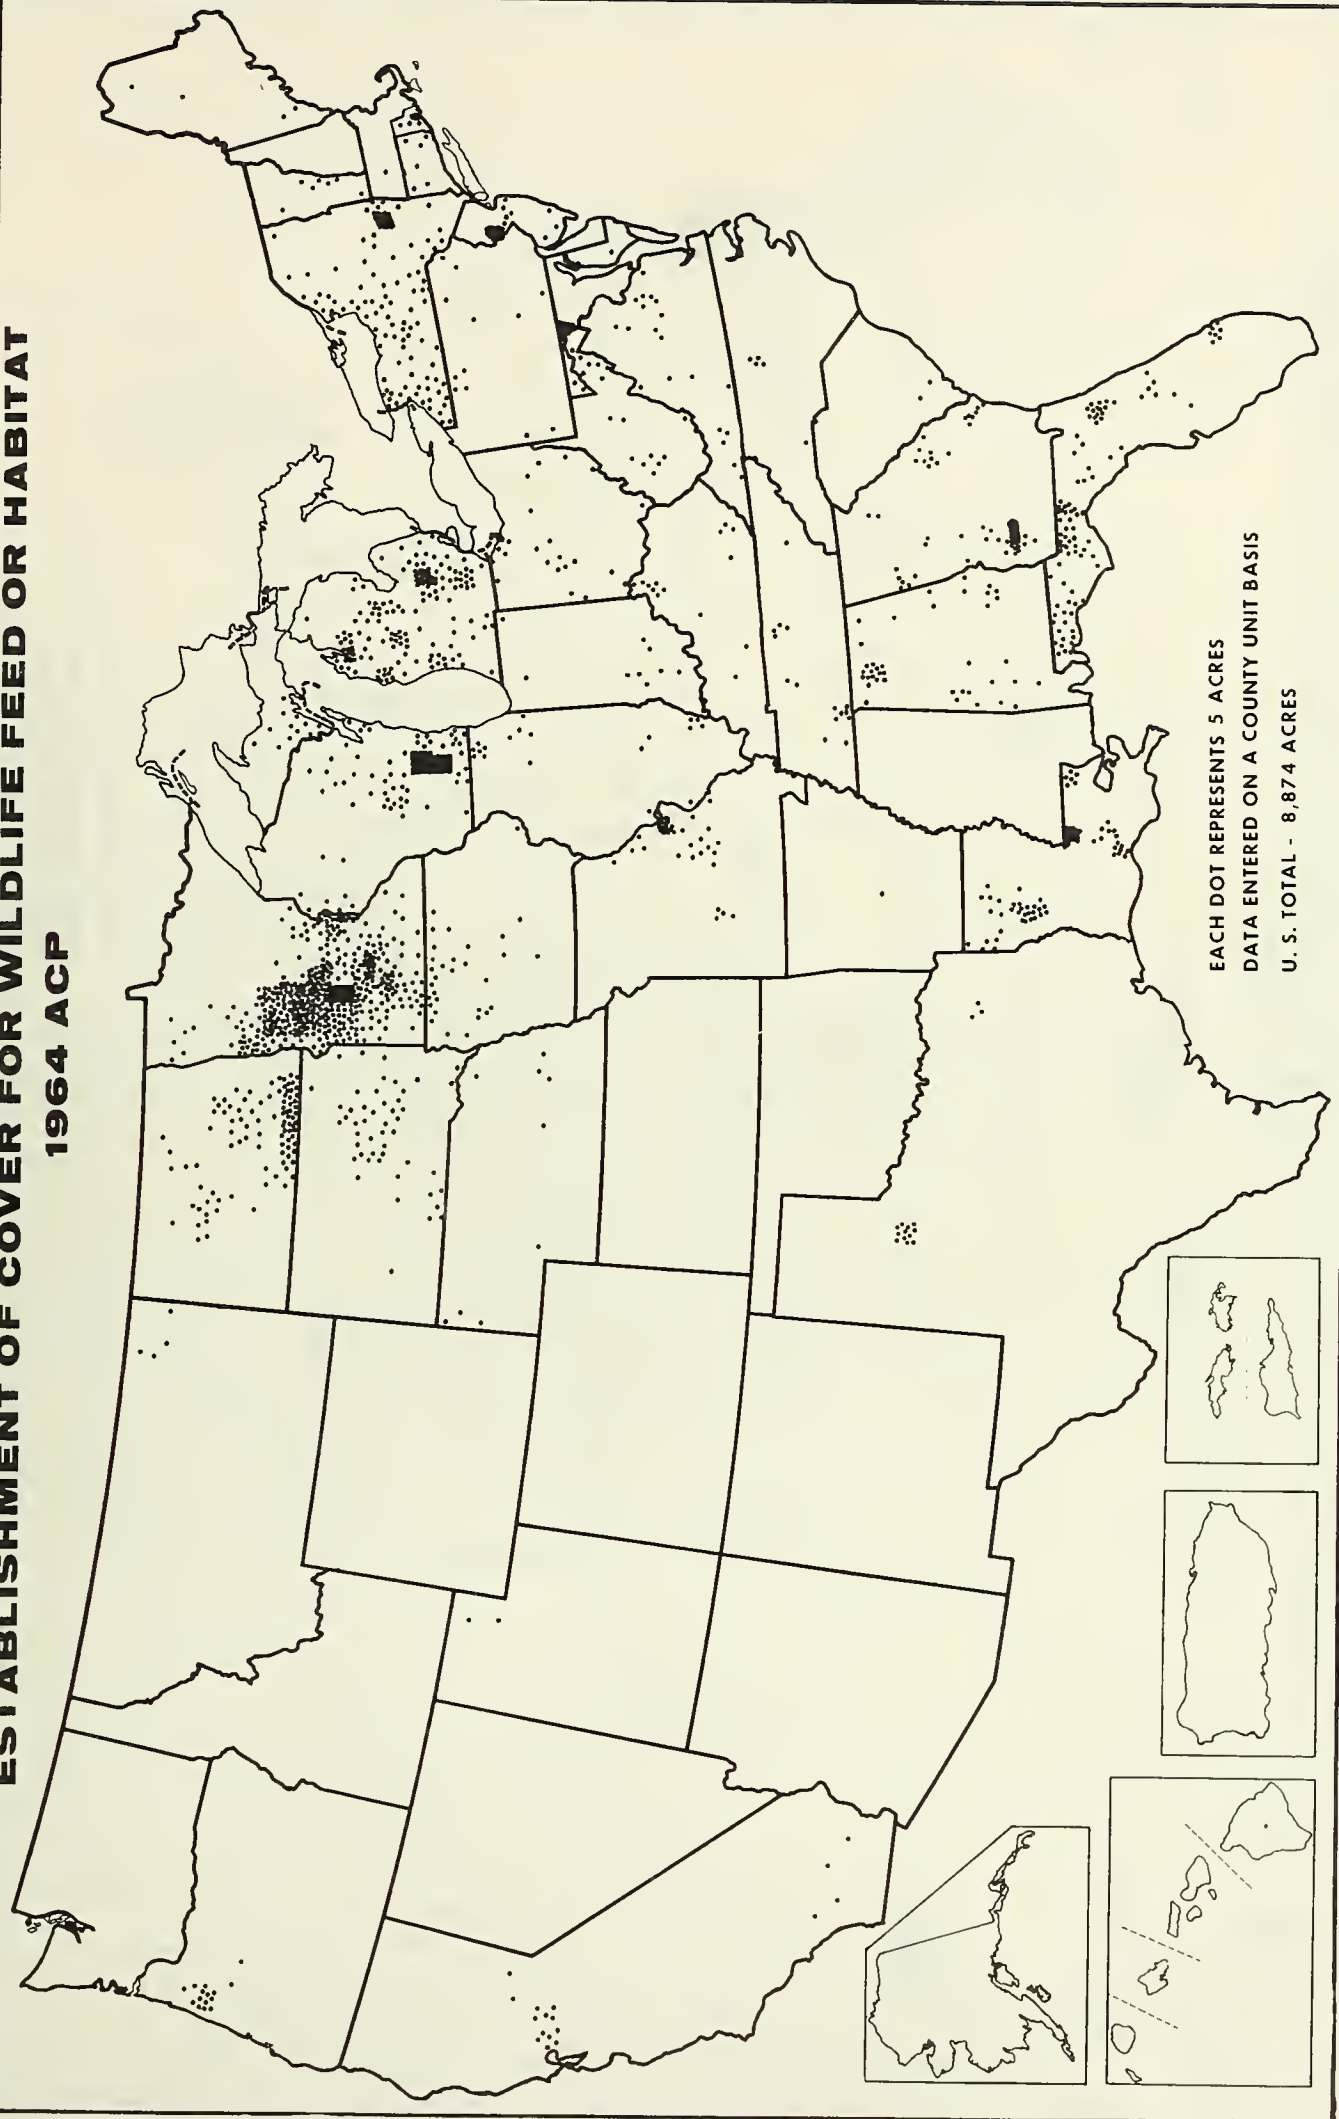 ESTABLISHMENT OF COVER FOR WILDLIFE FEED OR HABITAT
1964 ACP
EACH DOT REPRESENTS 5 ACRES
DATA ENTERED ON A COUNTY UNIT BASIS
U. S. TOTAL - 8,874 ACRES